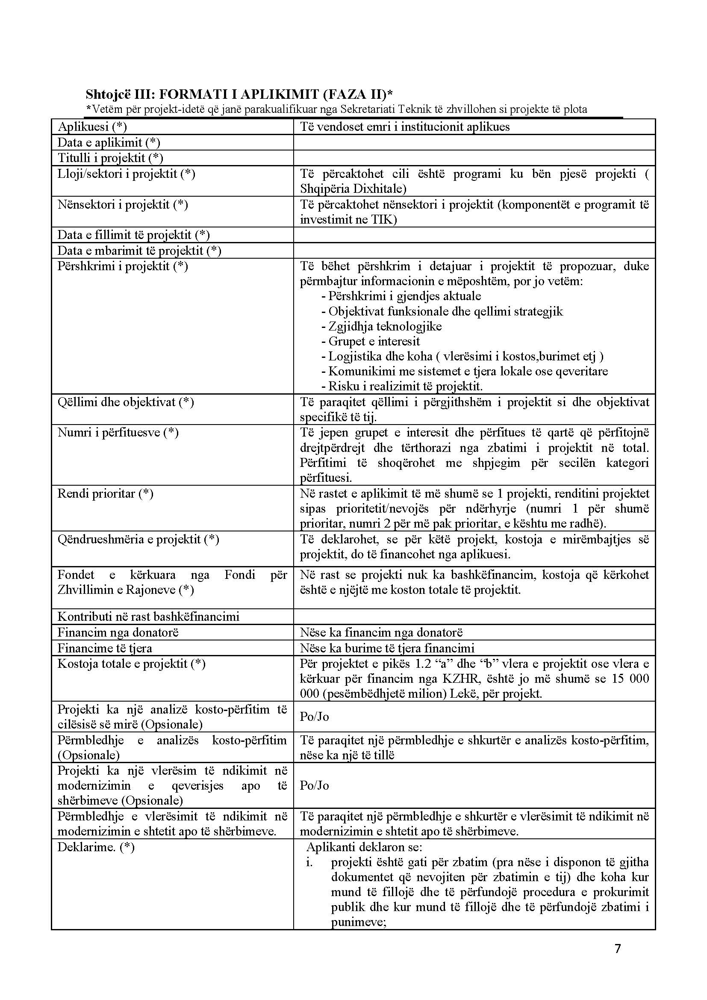 Shtojcë III: FORMATI I APLIKIMIT (FAZA II)*
*Vetëm për projekt-idetë që janë parakualifikuar nga Sekretariati Teknik të zhvillohen si projekte të plota
Aplikuesi (*)
Të vendoset emri i institucionit aplikues
Data e aplikimit (*)
Titulli i projektit (*)
Lloji/sektori i projektit (*)
Të përcaktohet cili është programi ku bën pjesë projekti (
Shqipëria Dixhitale)
Nënsektori i projektit (*)
Të përcaktohet nënsektori i projektit (komponentët e programit të
investimit ne TIK)
Data e fillimit të projektit (*)
Data e mbarimit të projektit (*)
Përshkrimi i projektit (*)
Të bëhet përshkrim i detajuar i projektit të propozuar, duke
përmbajtur informacionin e mëposhtëm, por jo vetëm:
- Përshkrimi i gjendjes aktuale
- Objektivat funksionale dhe qellimi strategjik
- Zgjidhja teknologjike
- Grupet e interesit
- Logjistika dhe koha ( vlerësimi i kostos,burimet etj )
- Komunikimi me sistemet e tjera lokale ose qeveritare
- Risku i realizimit të projektit.
Qëllimi dhe objektivat (*)
Të paraqitet qëllimi i përgjithshëm i projektit si dhe objektivat
specifikë të tij.
Numri i përfituesve (*)
Të jepen grupet e interesit dhe përfitues të qartë që përfitojnë
drejtpërdrejt dhe tërthorazi nga zbatimi i projektit në total.
Përfitimi të shoqërohet me shpjegim për secilën kategori
përfituesi.
Rendi prioritar (*)
Në rastet e aplikimit të më shumë se 1 projekti, renditini projektet
sipas prioritetit/nevojës për ndërhyrje (numri 1 për shumë
prioritar, numri 2 për më pak prioritar, e kështu me radhë).
Qëndrueshmëria e projektit (*)
Të deklarohet, se për këtë projekt, kostoja e mirëmbajtjes së
projektit, do të financohet nga aplikuesi.
Fondet e kërkuara nga Fondi për
Zhvillimin e Rajoneve (*)
Në rast se projekti nuk ka bashkëfinancim, kostoja që kërkohet
është e njëjtë me koston totale të projektit.
Kontributi në rast bashkëfinancimi
Financim nga donatorë
Nëse ka financim nga donatorë
Financime të tjera
Nëse ka burime të tjera financimi
Kostoja totale e projektit (*)
Për projektet e pikës 1.2 “a” dhe “b” vlera e projektit ose vlera e
kërkuar për financim nga KZHR, është jo më shumë se 15 000
000 (pesëmbëdhjetë milion) Lekë, për projekt.
Projekti ka një analizë kosto-përfitim të
cilësisë së mirë (Opsionale)
Po/Jo
Përmbledhje e analizës kosto-përfitim
(Opsionale)
Të paraqitet një përmbledhje e shkurtër e analizës kosto-përfitim,
nëse ka një të tillë
Projekti ka një vlerësim të ndikimit në
modernizimin e qeverisjes apo të
shërbimeve (Opsionale)
Po/Jo
Përmbledhje e vlerësimit të ndikimit në
modernizimin e shtetit apo të shërbimeve.
Të paraqitet një përmbledhje e shkurtër e vlerësimit të ndikimit në
modernizimin e shtetit apo të shërbimeve.
Deklarime. (*)
Aplikanti deklaron se:
i. projekti është gati për zbatim (pra nëse i disponon të gjitha
dokumentet që nevojiten për zbatimin e tij) dhe koha kur
mund të fillojë dhe të përfundojë procedura e prokurimit
publik dhe kur mund të fillojë dhe të përfundojë zbatimi i
punimeve;
7